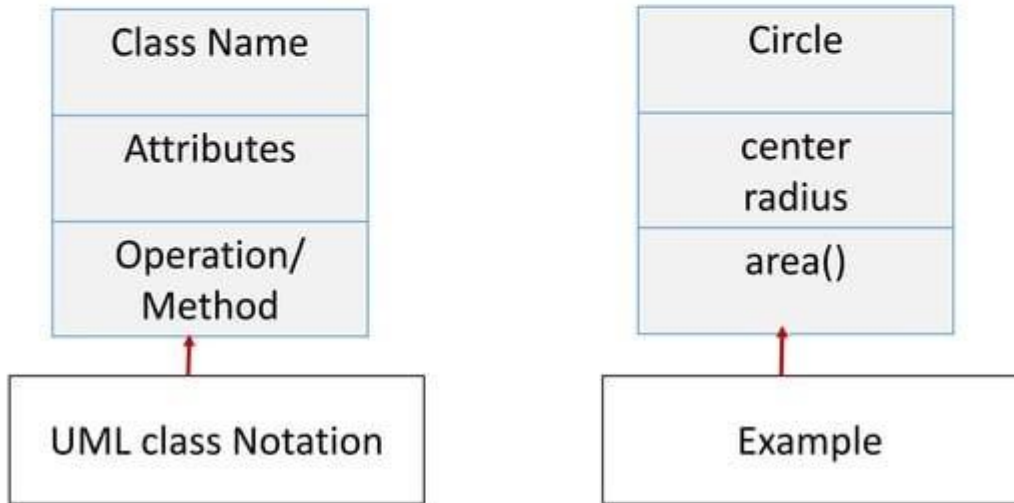 Class Name
Attributes
Operation/
Method
UML class Notation
Circle
center
radius
area()
Example